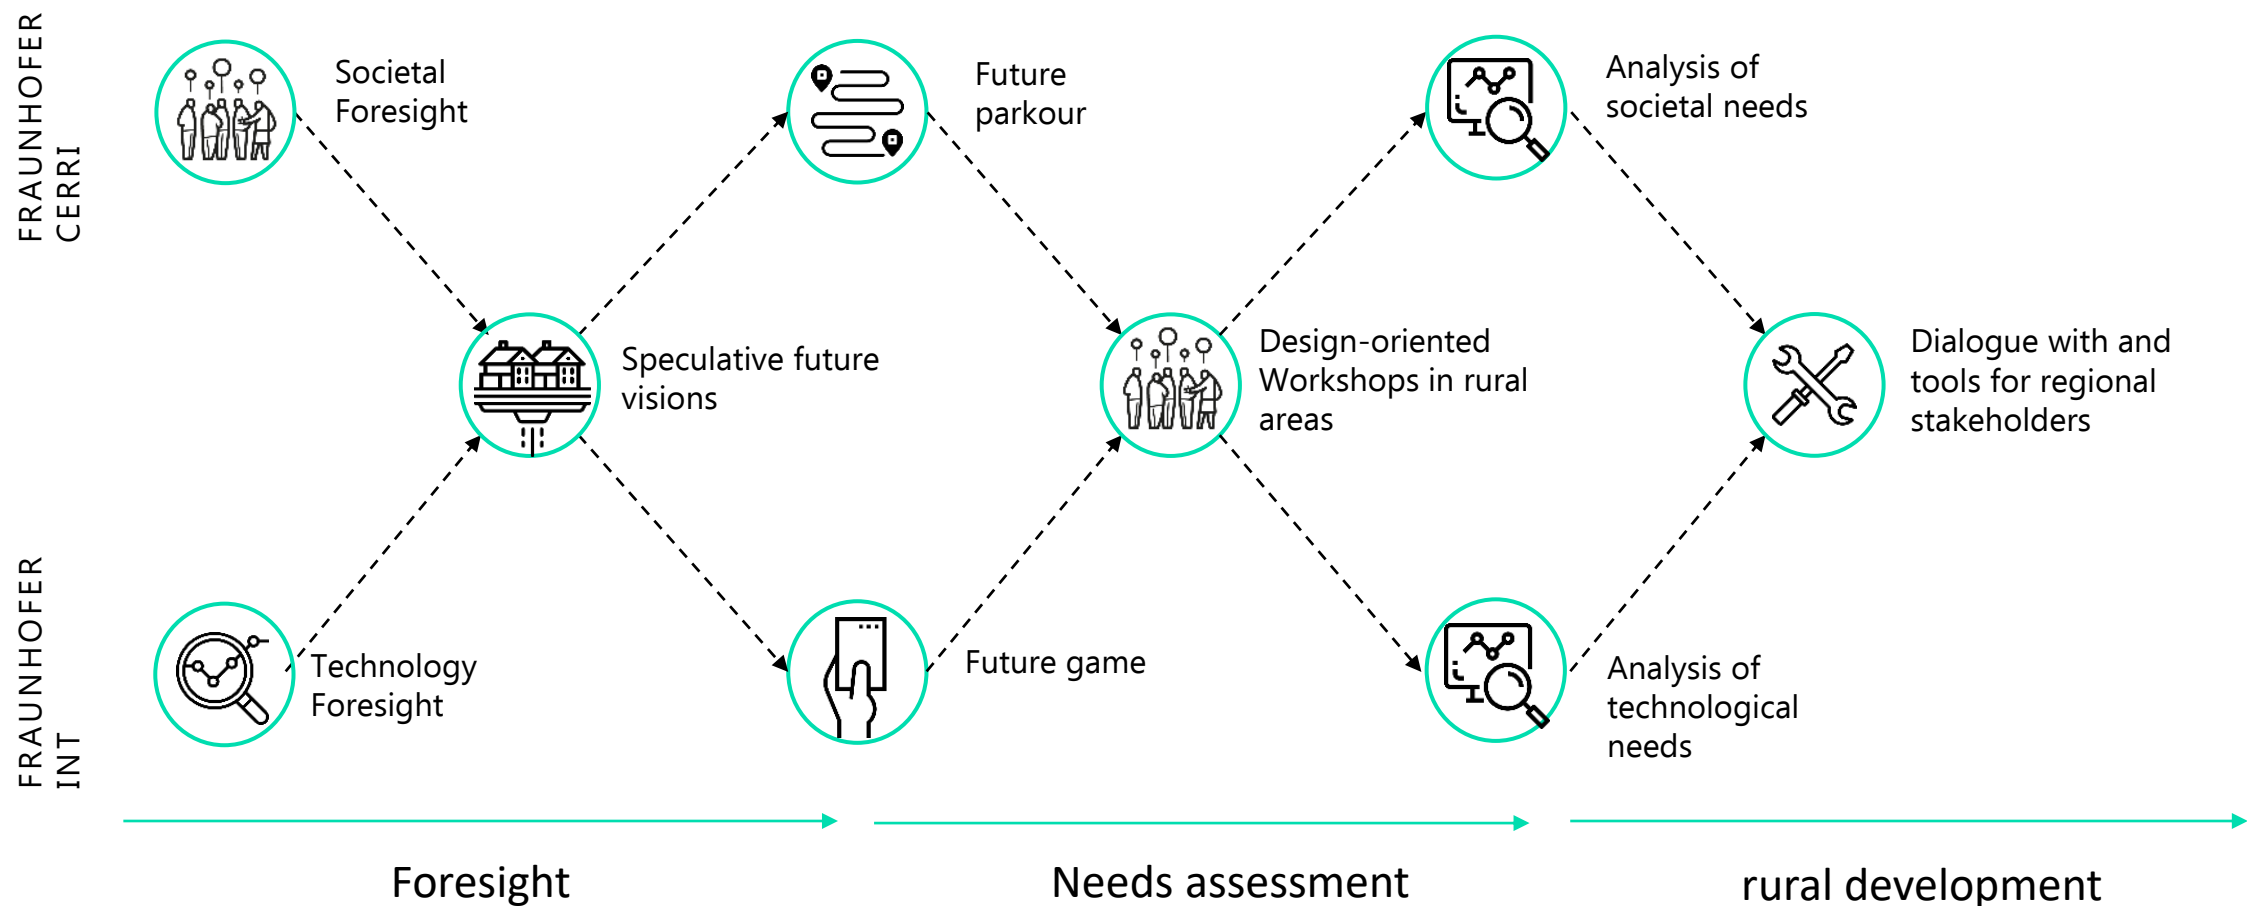 FRAUNHOFER
CERRI
Societal
Foresight
Future
parkour
Analysis of
societal needs
Speculative future
visions
Design-oriented
Workshops in rural
areas
Dialogue with and
tools for regional
stakeholders
FRAUNHOFER
INT
Technology
Foresight
Future game
Analysis of
technological
needs
Foresight
Needs assessment
rural development